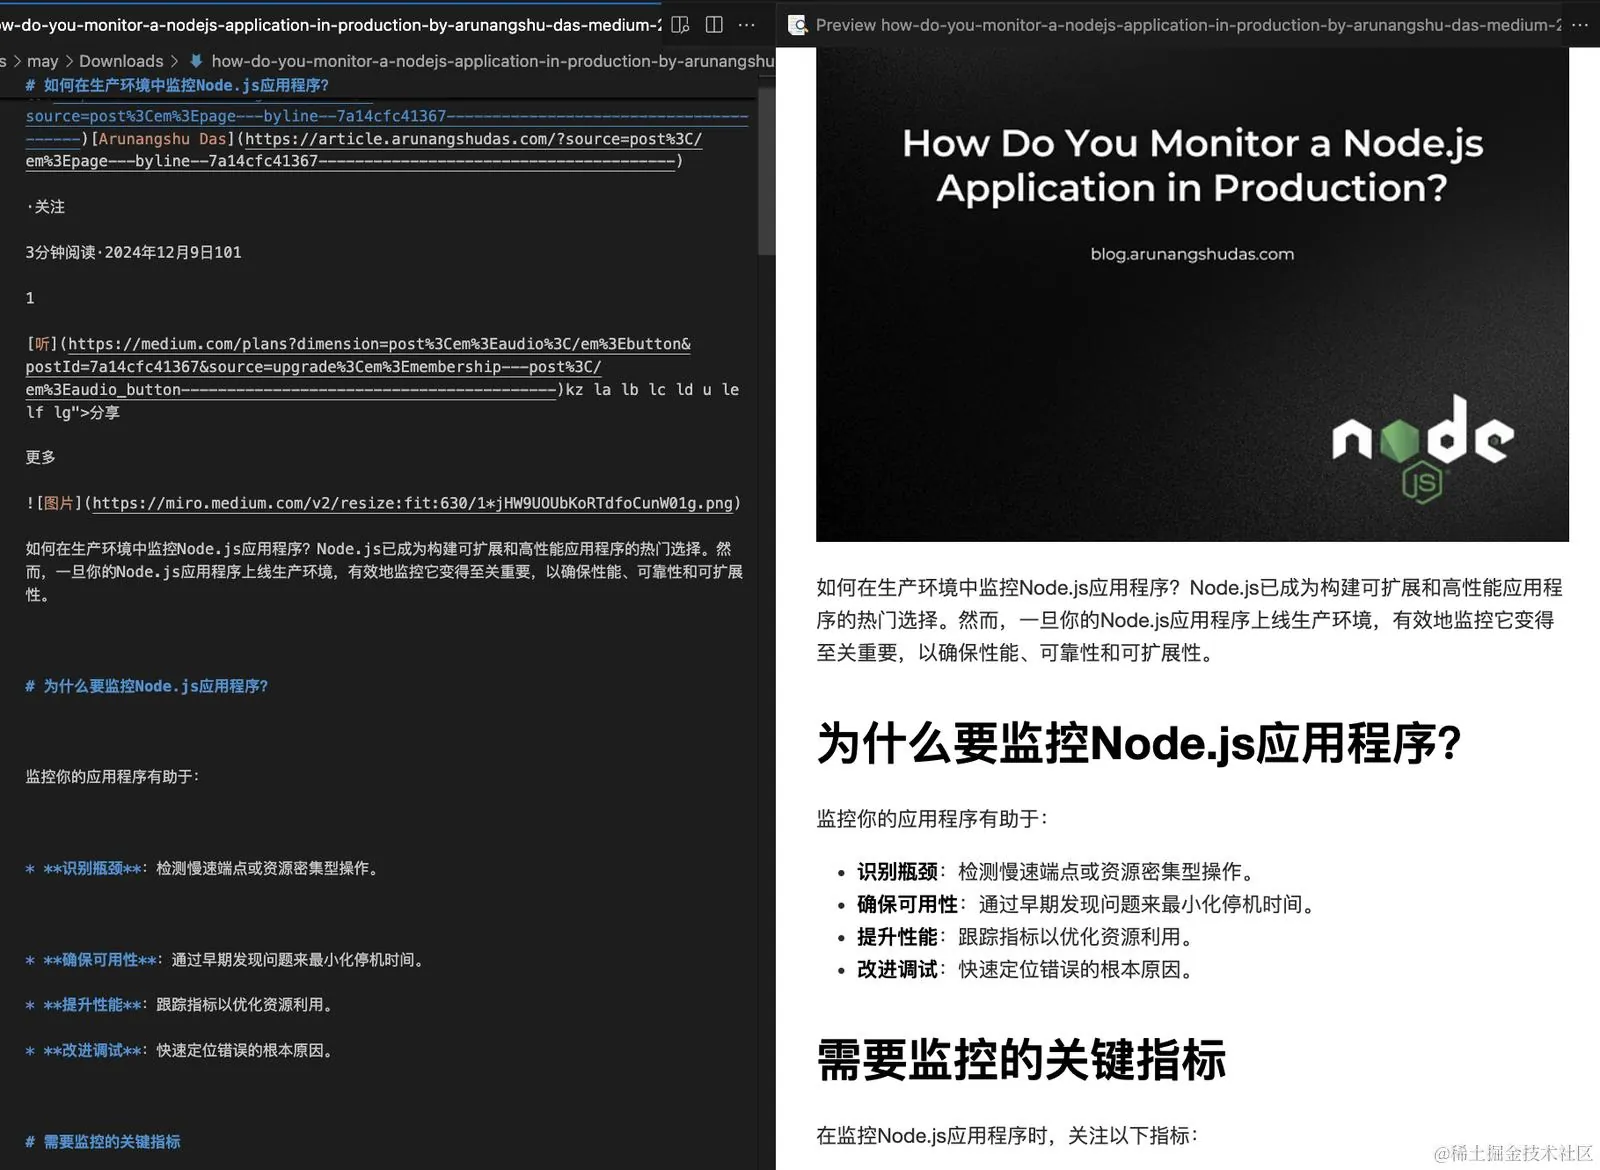 w-do-you-monitor-a-nodejs-application-in-production-by-arunangshu-das-medium-2
s > may > Downloads > how-do-you-monitor-a-nodejs-application-in-production-by-arunangshu
# 如何在生产环境中监控Node.js应用程序?
source=post%3Cem%3Epage---byline--7a14cfc41367---------------------------------
------)[Arunangshu Das](https://article.arunangshudas.com/?source=post%3C/
em%3Epage---byline--7a14cfc41367---------------------------------------)
·关注
3分钟阅读·2024年12月9日101
1
[听](https://medium.com/plans?dimension=post%3Cem%3Eaudio%3C/em%3Ebutton&
postId=7a14cfc41367&source=upgrade%3Cem%3Emembership---post%3C/
em%3Eaudio_button-----------------------------------------)kz la lb lc ld u le
lf lg">分享
更多
![图片](https://miro.medium.com/v2/resize:fit:630/1*jHW9UOUbKoRTdfoCunW01g.png)
如何在生产环境中监控Node.js应用程序？Node.js已成为构建可扩展和高性能应用程序的热门选择。然
而，一旦你的Node.js应用程序上线生产环境，有效地监控它变得至关重要，以确保性能、可靠性和可扩展
性。
# 为什么要监控Node.js应用程序?
监控你的应用程序有助于：
* **识别瓶颈**：检测慢速端点或资源密集型操作。
* **确保可用性**：通过早期发现问题来最小化停机时间。
* **提升性能**：跟踪指标以优化资源利用。
* **改进调试**：快速定位错误的根本原因。
# 需要监控的关键指标
Preview how-do-you-monitor-a-nodejs-application-in-production-by-arunangshu-das-medium-2
How Do You Monitor a Node.js
Application in Production?
blog.arunangshudas.com
node
JS
如何在生产环境中监控Node.js应用程序？Node.js已成为构建可扩展和高性能应用程
序的热门选择。然而，一旦你的Node.js应用程序上线生产环境，有效地监控它变得
至关重要，以确保性能、可靠性和可扩展性。
为什么要监控Node.js应用程序？
监控你的应用程序有助于：
• 识别瓶颈：检测慢速端点或资源密集型操作。
• 确保可用性：通过早期发现问题来最小化停机时间。
• 提升性能：跟踪指标以优化资源利用。
• 改进调试：快速定位错误的根本原因。
需要监控的关键指标
在监控Node.js应用程序时，关注以下指标：
@稀土掘金技术社区